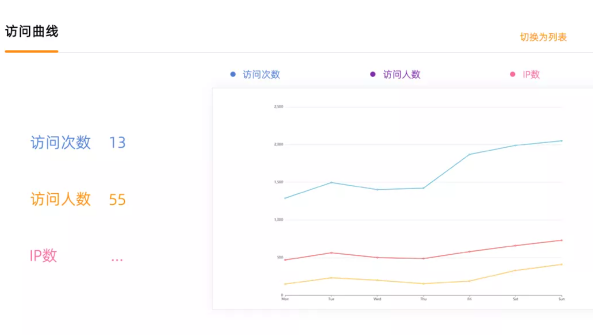 访问曲线
切换为列表
访问次数 访问人数 IP数
访问次数 13
访问人数 55
IP数 ...
2,500
2,000
1,500
1,000
500
0
Mon Tue Wed Thu Fri Sat Sun